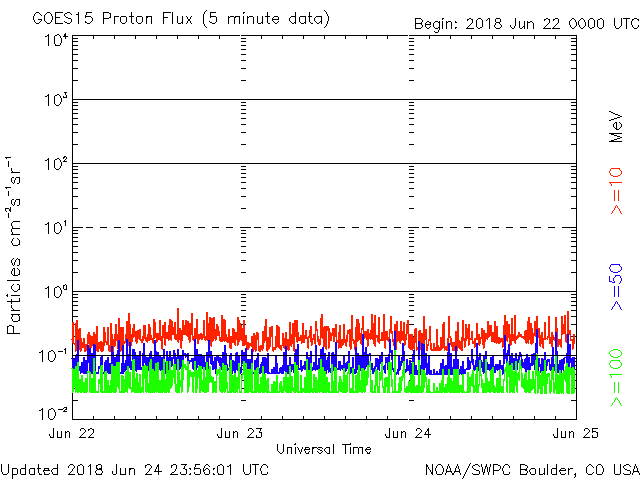 GOES15 Proton Flux (5 minute data)
Begin: 2018 Jun 22 0000 UTC
10⁴
10³
10²
10¹
10⁰
10⁻¹
10⁻²
Particles cm⁻²s⁻¹sr⁻¹
MeV
>=10
>=50
>=100
Jun 22
Jun 23
Jun 24
Jun 25
Universal Time
Updated 2018 Jun 24 23:56:01 UTC
NOAA/SWPC Boulder, CO USA